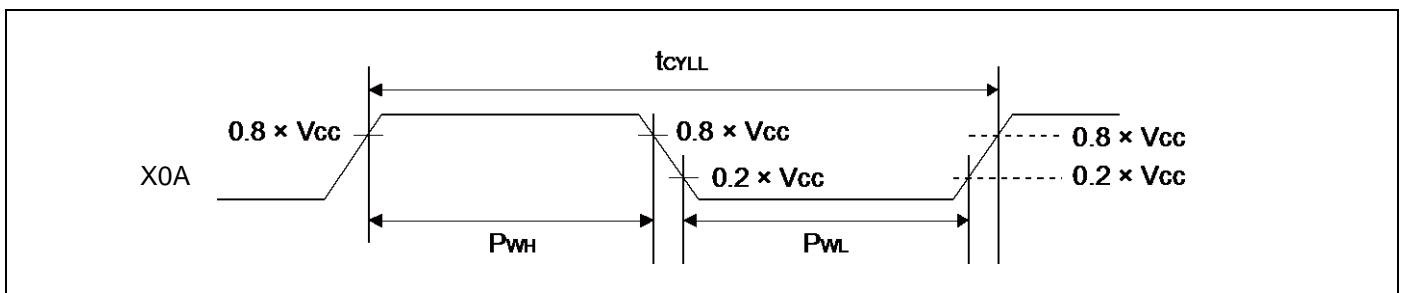 tCYLL
0.8 × Vcc
0.8 × Vcc
0.8 × Vcc
X0A
0.2 × Vcc
0.2 × Vcc
PWH
PWL